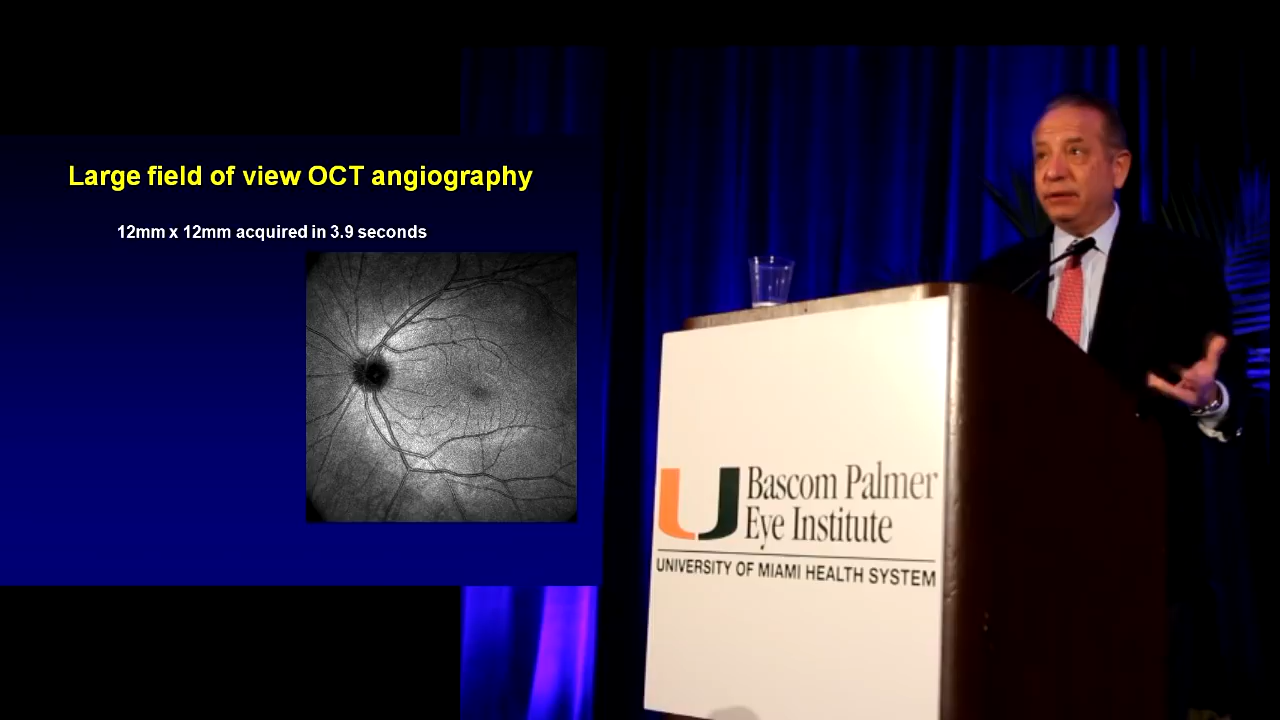 Large field of view OCT angiography
12mm x 12mm acquired in 3.9 seconds
Bascom Palmer
Eye Institute
UNIVERSITY OF MIAMI HEALTH SYSTEM